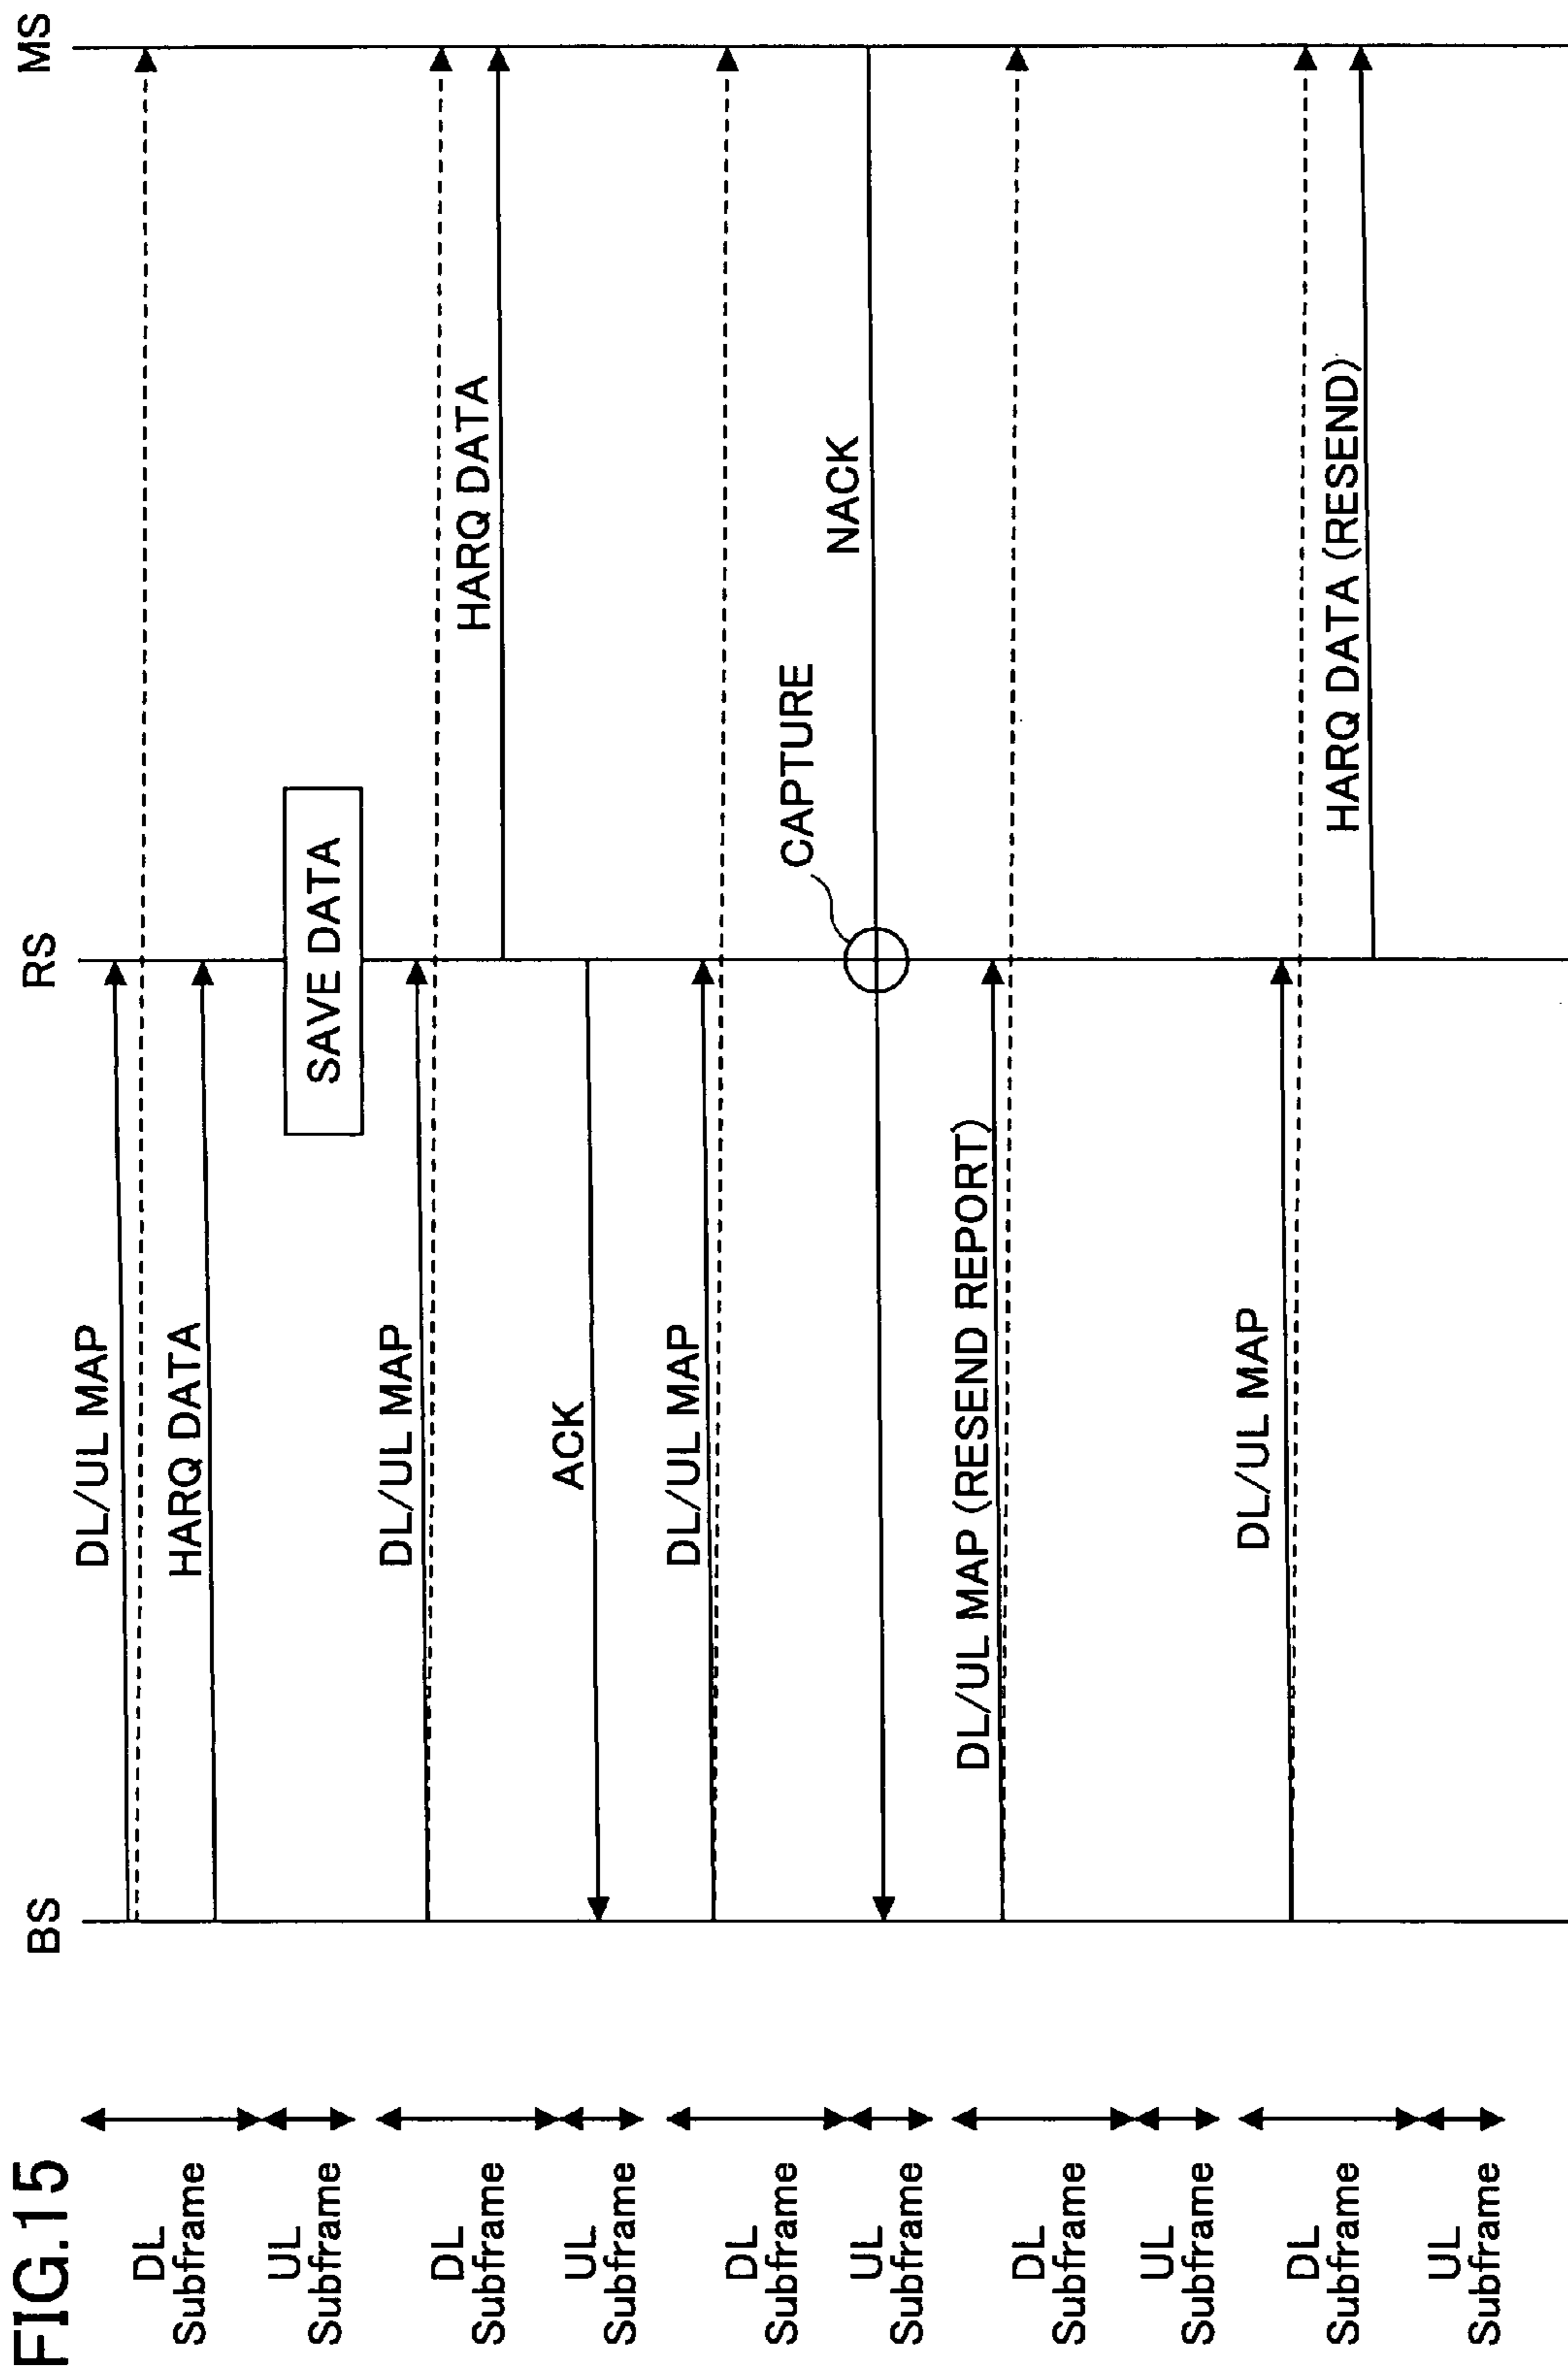 FIG.15
BS
RS
MS
DL
Subframe
DL/UL MAP
HARQ DATA
UL
Subframe
SAVE DATA
DL
Subframe
DL/UL MAP
HARQ DATA
UL
Subframe
ACK
DL
Subframe
DL/UL MAP
CAPTURE
UL
Subframe
NACK
DL
Subframe
DL/UL MAP (RESEND REPORT)
UL
Subframe
DL
Subframe
DL/UL MAP
HARQ DATA (RESEND)
UL
Subframe